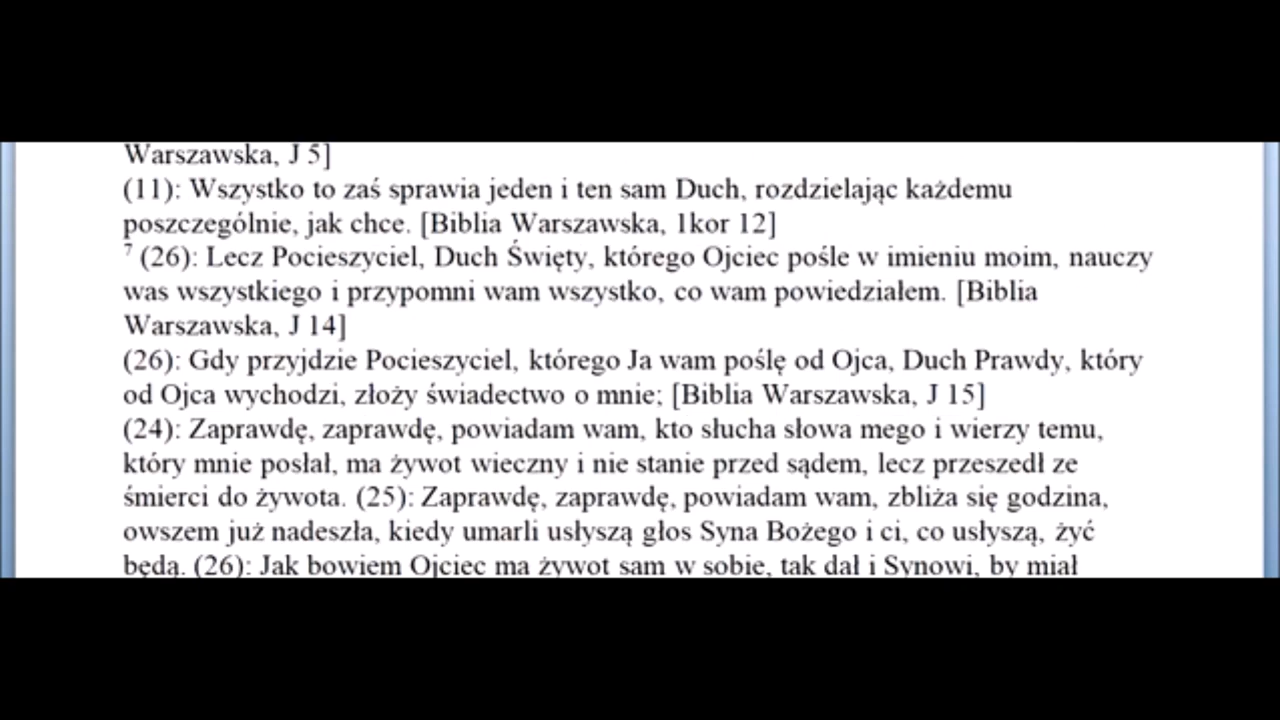 Warszawska, J 5]
(11): Wszystko to zaś sprawia jeden i ten sam Duch, rozdzielając każdemu
poszczególnie, jak chce. [Biblia Warszawska, 1kor 12]
7 (26): Lecz Pocieszyciel, Duch Święty, którego Ojciec pośle w imieniu moim, nauczy
was wszystkiego i przypomni wam wszystko, co wam powiedziałem. [Biblia
Warszawska, J 14]
(26): Gdy przyjdzie Pocieszyciel, którego Ja wam poślę od Ojca, Duch Prawdy, który
od Ojca wychodzi, złoży świadectwo o mnie; [Biblia Warszawska, J 15]
(24): Zaprawdę, zaprawdę, powiadam wam, kto słucha słowa mego i wierzy temu,
który mnie posłał, ma żywot wieczny i nie stanie przed sądem, lecz przeszedł ze
śmierci do żywota. (25): Zaprawdę, zaprawdę, powiadam wam, zbliża się godzina,
owszem już nadeszła, kiedy umarli usłyszą głos Syna Bożego i ci, co usłyszą, żyć
będą. (26): Jak bowiem Ojciec ma żywot sam w sobie, tak dał i Synowi, by miał